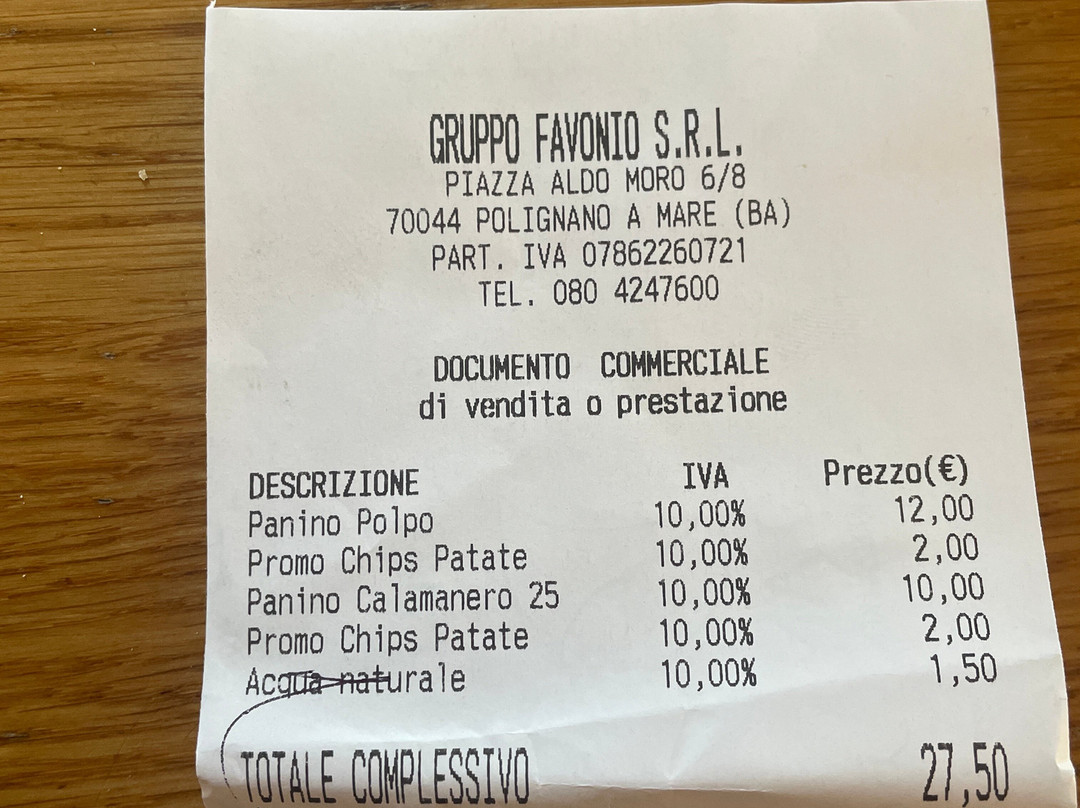 GRUPPO FAVONIO S.R.L.
PIAZZA ALDO MORO 6/8
70044 POLIGNANO A MARE (BA)
PART. IVA 07862260721
TEL. 080 4247600
DOCUMENTO COMMERCIALE
di vendita o prestazione
DESCRIZIONE IVA Prezzo(€)
Panino Polpo 10,00% 12,00
Promo Chips Patate 10,00% 2,00
Panino Calamanero 25 10,00% 10,00
Promo Chips Patate 10,00% 2,00
Acqua naturale 10,00% 1,50
TOTALE COMPLESSIVO 27,50